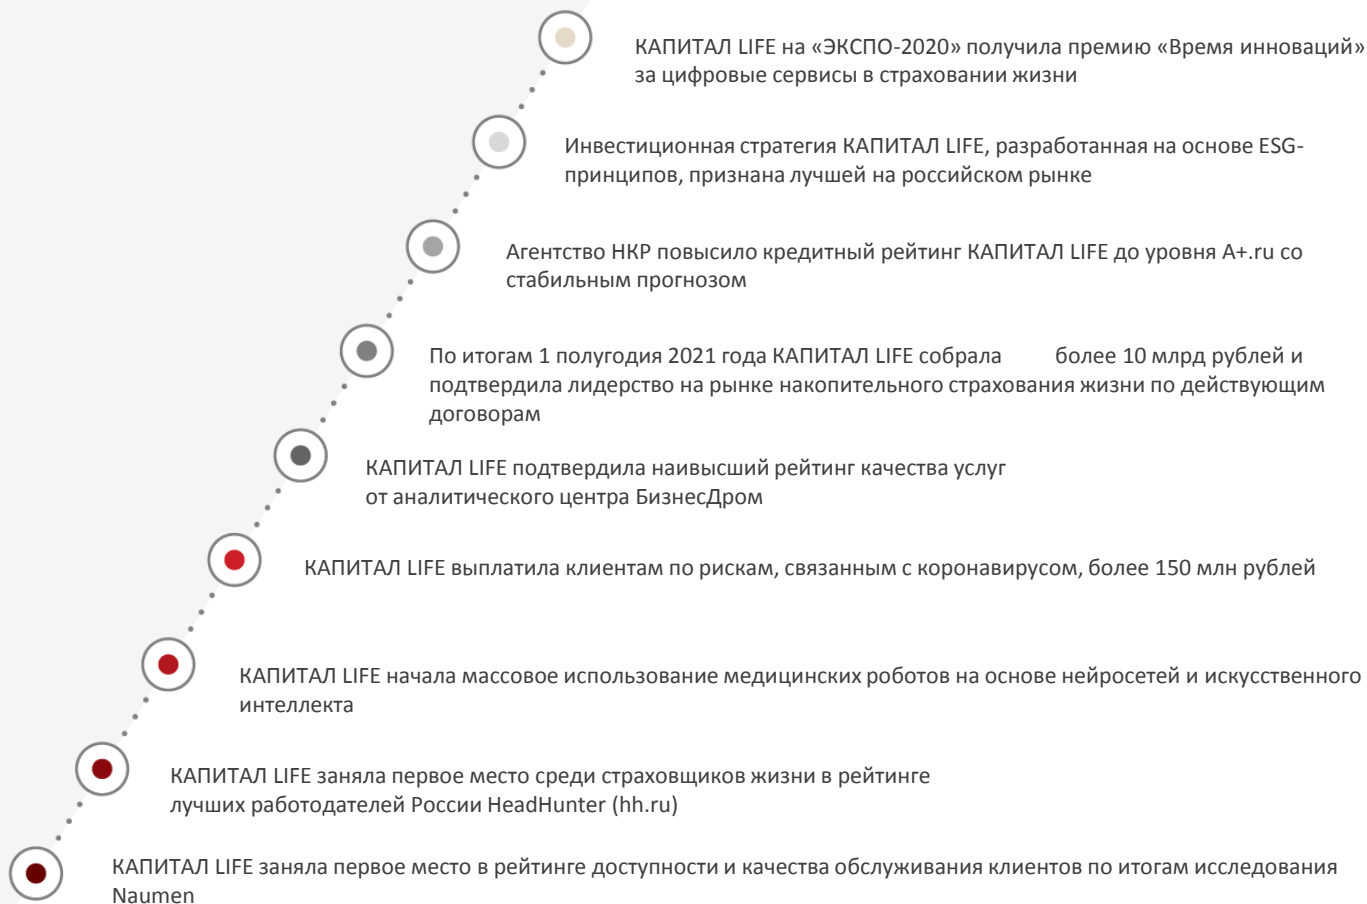 КАПИТАЛ LIFE на «ЭКСПО-2020» получила премию «Время инноваций»
за цифровые сервисы в страховании жизни
Инвестиционная стратегия КАПИТАЛ LIFE, разработанная на основе ESG-
принципов, признана лучшей на российском рынке
Агентство НКР повысило кредитный рейтинг КАПИТАЛ LIFE до уровня A+.ru со
стабильным прогнозом
По итогам 1 полугодия 2021 года КАПИТАЛ LIFE собрала более 10 млрд рублей и
подтвердила лидерство на рынке накопительного страхования жизни по действующим
договорам
КАПИТАЛ LIFE подтвердила наивысший рейтинг качества услуг
от аналитического центра БизнесДром
КАПИТАЛ LIFE выплатила клиентам по рискам, связанным с коронавирусом, более 150 млн рублей
КАПИТАЛ LIFE начала массовое использование медицинских роботов на основе нейросетей и искусственного
интеллекта
КАПИТАЛ LIFE заняла первое место среди страховщиков жизни в рейтинге
лучших работодателей России HeadHunter (hh.ru)
КАПИТАЛ LIFE заняла первое место в рейтинге доступности и качества обслуживания клиентов по итогам исследования
Naumen